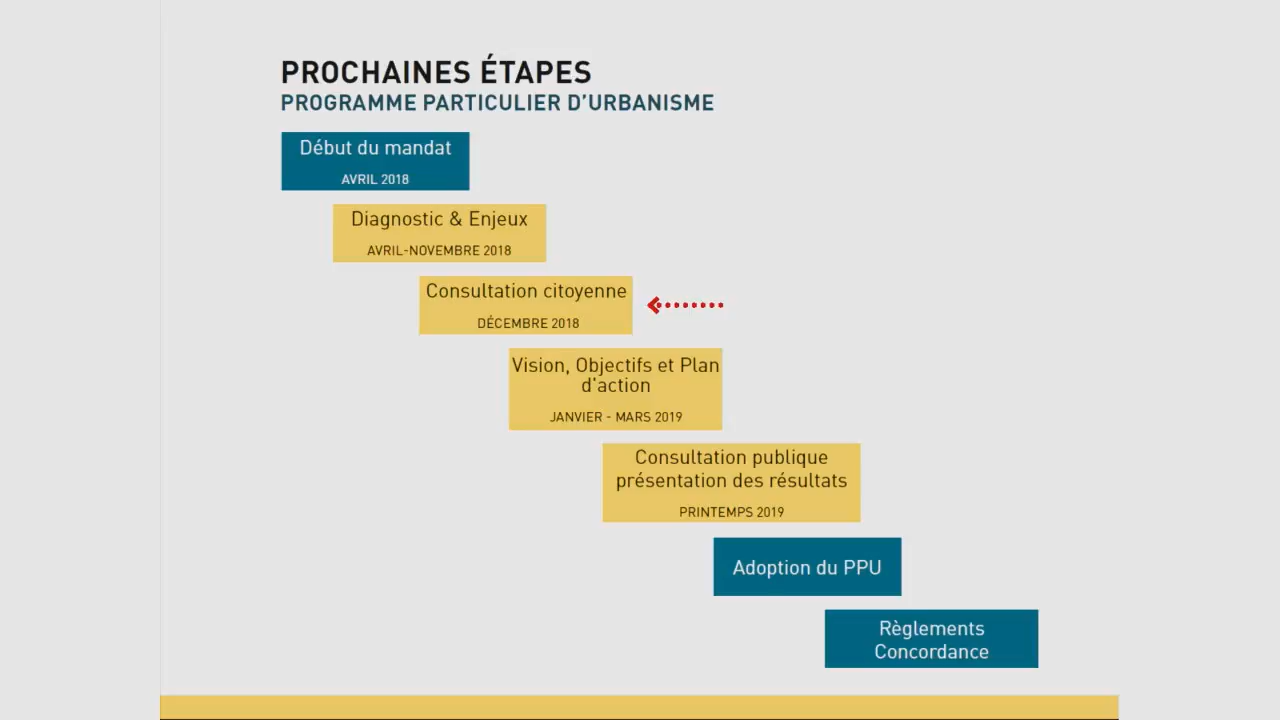 PROCHAINES ÉTAPES
PROGRAMME PARTICULIER D'URBANISME
Début du mandat
AVRIL 2018
Diagnostic & Enjeux
AVRIL-NOVEMBRE 2018
Consultation citoyenne
DÉCEMBRE 2018
Vision, Objectifs et Plan
d'action
JANVIER - MARS 2019
Consultation publique
présentation des résultats
PRINTEMPS 2019
Adoption du PPU
Règlements
Concordance